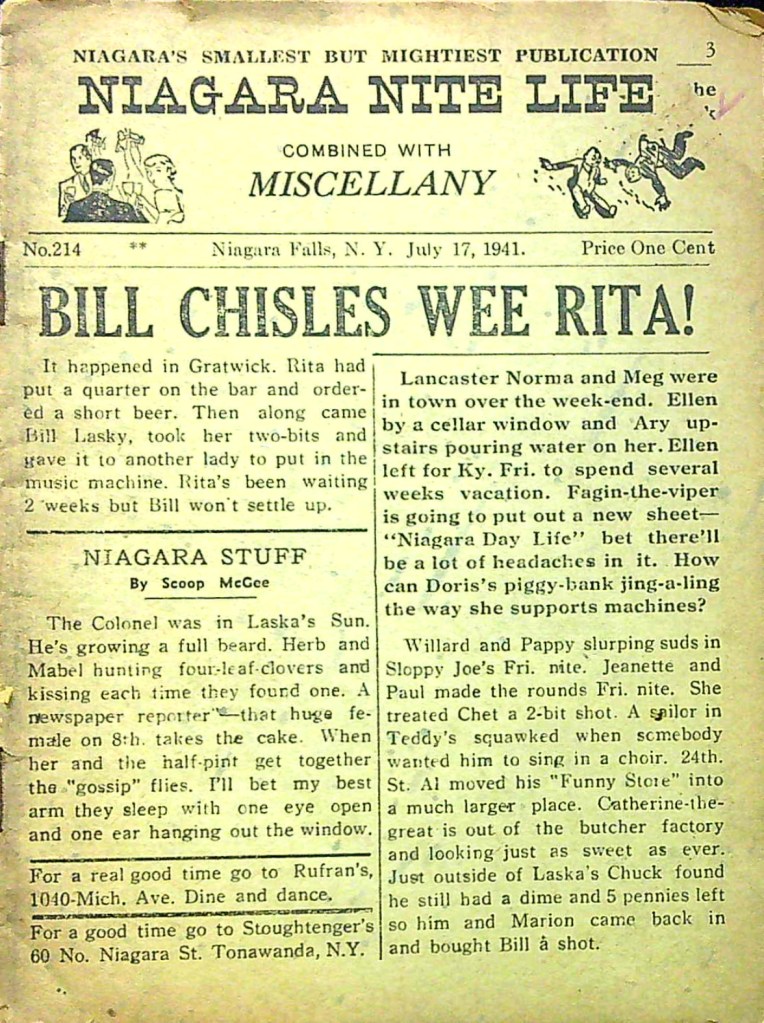 NIAGARA'S SMALLEST BUT MIGHTIEST PUBLICATION
3
NIAGARA NITE LIFE
he
k
COMBINED WITH
MISCELLANY
No.214 ** Niagara Falls, N. Y. July 17, 1941. Price One Cent
BILL CHISLES WEE RITA!
It happened in Gratwick. Rita had
put a quarter on the bar and order-
ed a short beer. Then along came
Bill Lasky, took her two-bits and
gave it to another lady to put in the
music machine. Rita's been waiting
2 weeks but Bill won't settle up.
NIAGARA STUFF
By Scoop McGee
The Colonel was in Laska's Sun.
He's growing a full beard. Herb and
Mabel hunting four-leaf-clovers and
kissing each time they found one. A
newspaper reporter"—that huge fe-
male on 8th. takes the cake. When
her and the half-pint get together
the "gossip" flies. I'll bet my best
arm they sleep with one eye open
and one ear hanging out the window.
For a real good time go to Rufran's,
1040-Mich. Ave. Dine and dance.
For a good time go to Stoughtenger's
60 No. Niagara St. Tonawanda, N.Y.
Lancaster Norma and Meg were
in town over the week-end. Ellen
by a cellar window and Ary up-
stairs pouring water on her. Ellen
left for Ky. Fri. to spend several
weeks vacation. Fagin-the-viper
is going to put out a new sheet—
"Niagara Day Life" bet there'll
be a lot of headaches in it. How
can Doris's piggy-bank jing-a-ling
the way she supports machines?
Willard and Pappy slurping suds in
Sloppy Joe's Fri. nite. Jeanette and
Paul made the rounds Fri. nite. She
treated Chet a 2-bit shot. A sailor in
Teddy's squawked when somebody
wanted him to sing in a choir. 24th.
St. Al moved his "Funny Store" into
a much larger place. Catherine-the-
great is out of the butcher factory
and looking just as sweet as ever.
Just outside of Laska's Chuck found
he still had a dime and 5 pennies left
so him and Marion came back in
and bought Bill a shot.